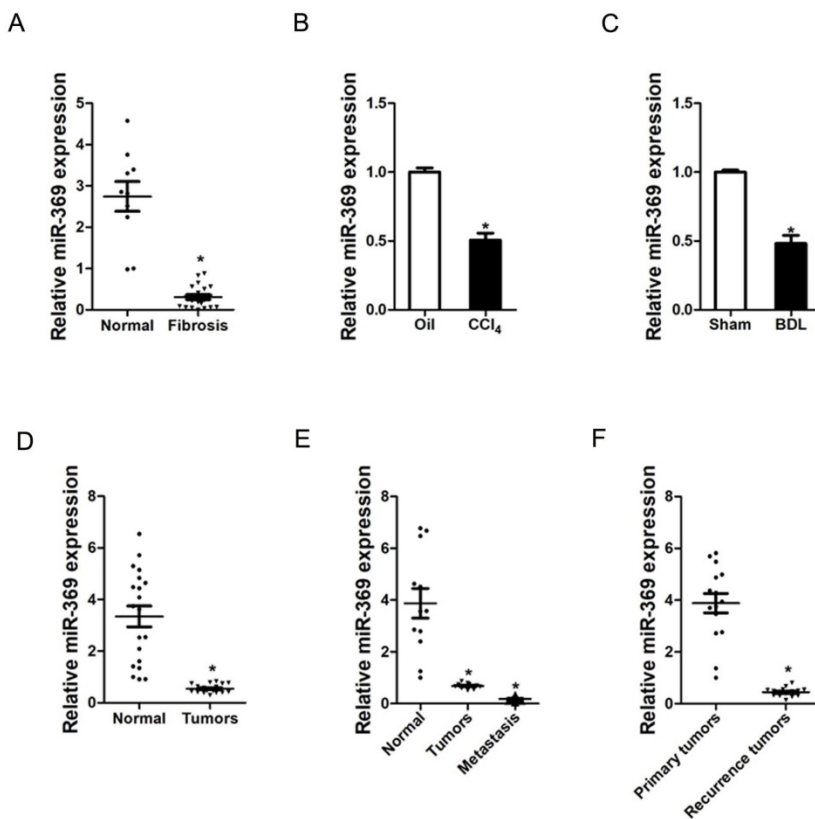 A
Relative miR-369 expression
5
4
3
2
1
0
*
Normal Fibrosis
B
Relative miR-369 expression
1.5
1.0
0.5
0.0
*
Oil CCl₄
C
Relative miR-369 expression
1.5
1.0
0.5
0.0
*
Sham BDL
D
Relative miR-369 expression
8
6
4
2
0
*
Normal Tumors
E
Relative miR-369 expression
8
6
4
2
0
*
*
Normal
Tumors
Metastasis
F
Relative miR-369 expression
8
6
4
2
0
*
Primary tumors
Recurrence tumors